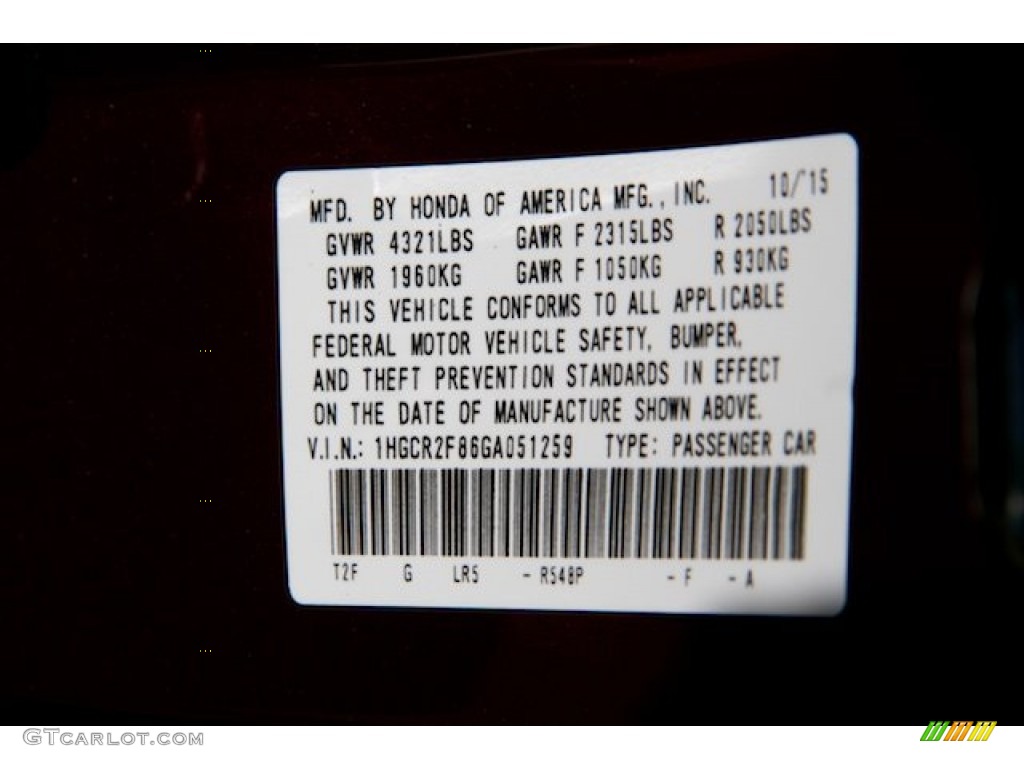 MFD. BY HONDA OF AMERICA MFG., INC. 10/'15
GVWR 4321LBS GAWR F 2315LBS R 2050LBS
GVWR 1960KG GAWR F 1050KG R 930KG
THIS VEHICLE CONFORMS TO ALL APPLICABLE
FEDERAL MOTOR VEHICLE SAFETY, BUMPER,
AND THEFT PREVENTION STANDARDS IN EFFECT
ON THE DATE OF MANUFACTURE SHOWN ABOVE.
V.I.N.: 1HGCR2F86GA051259 TYPE: PASSENGER CAR
T2F G LR5 - R548P - F - A
GTCARLOT.COM